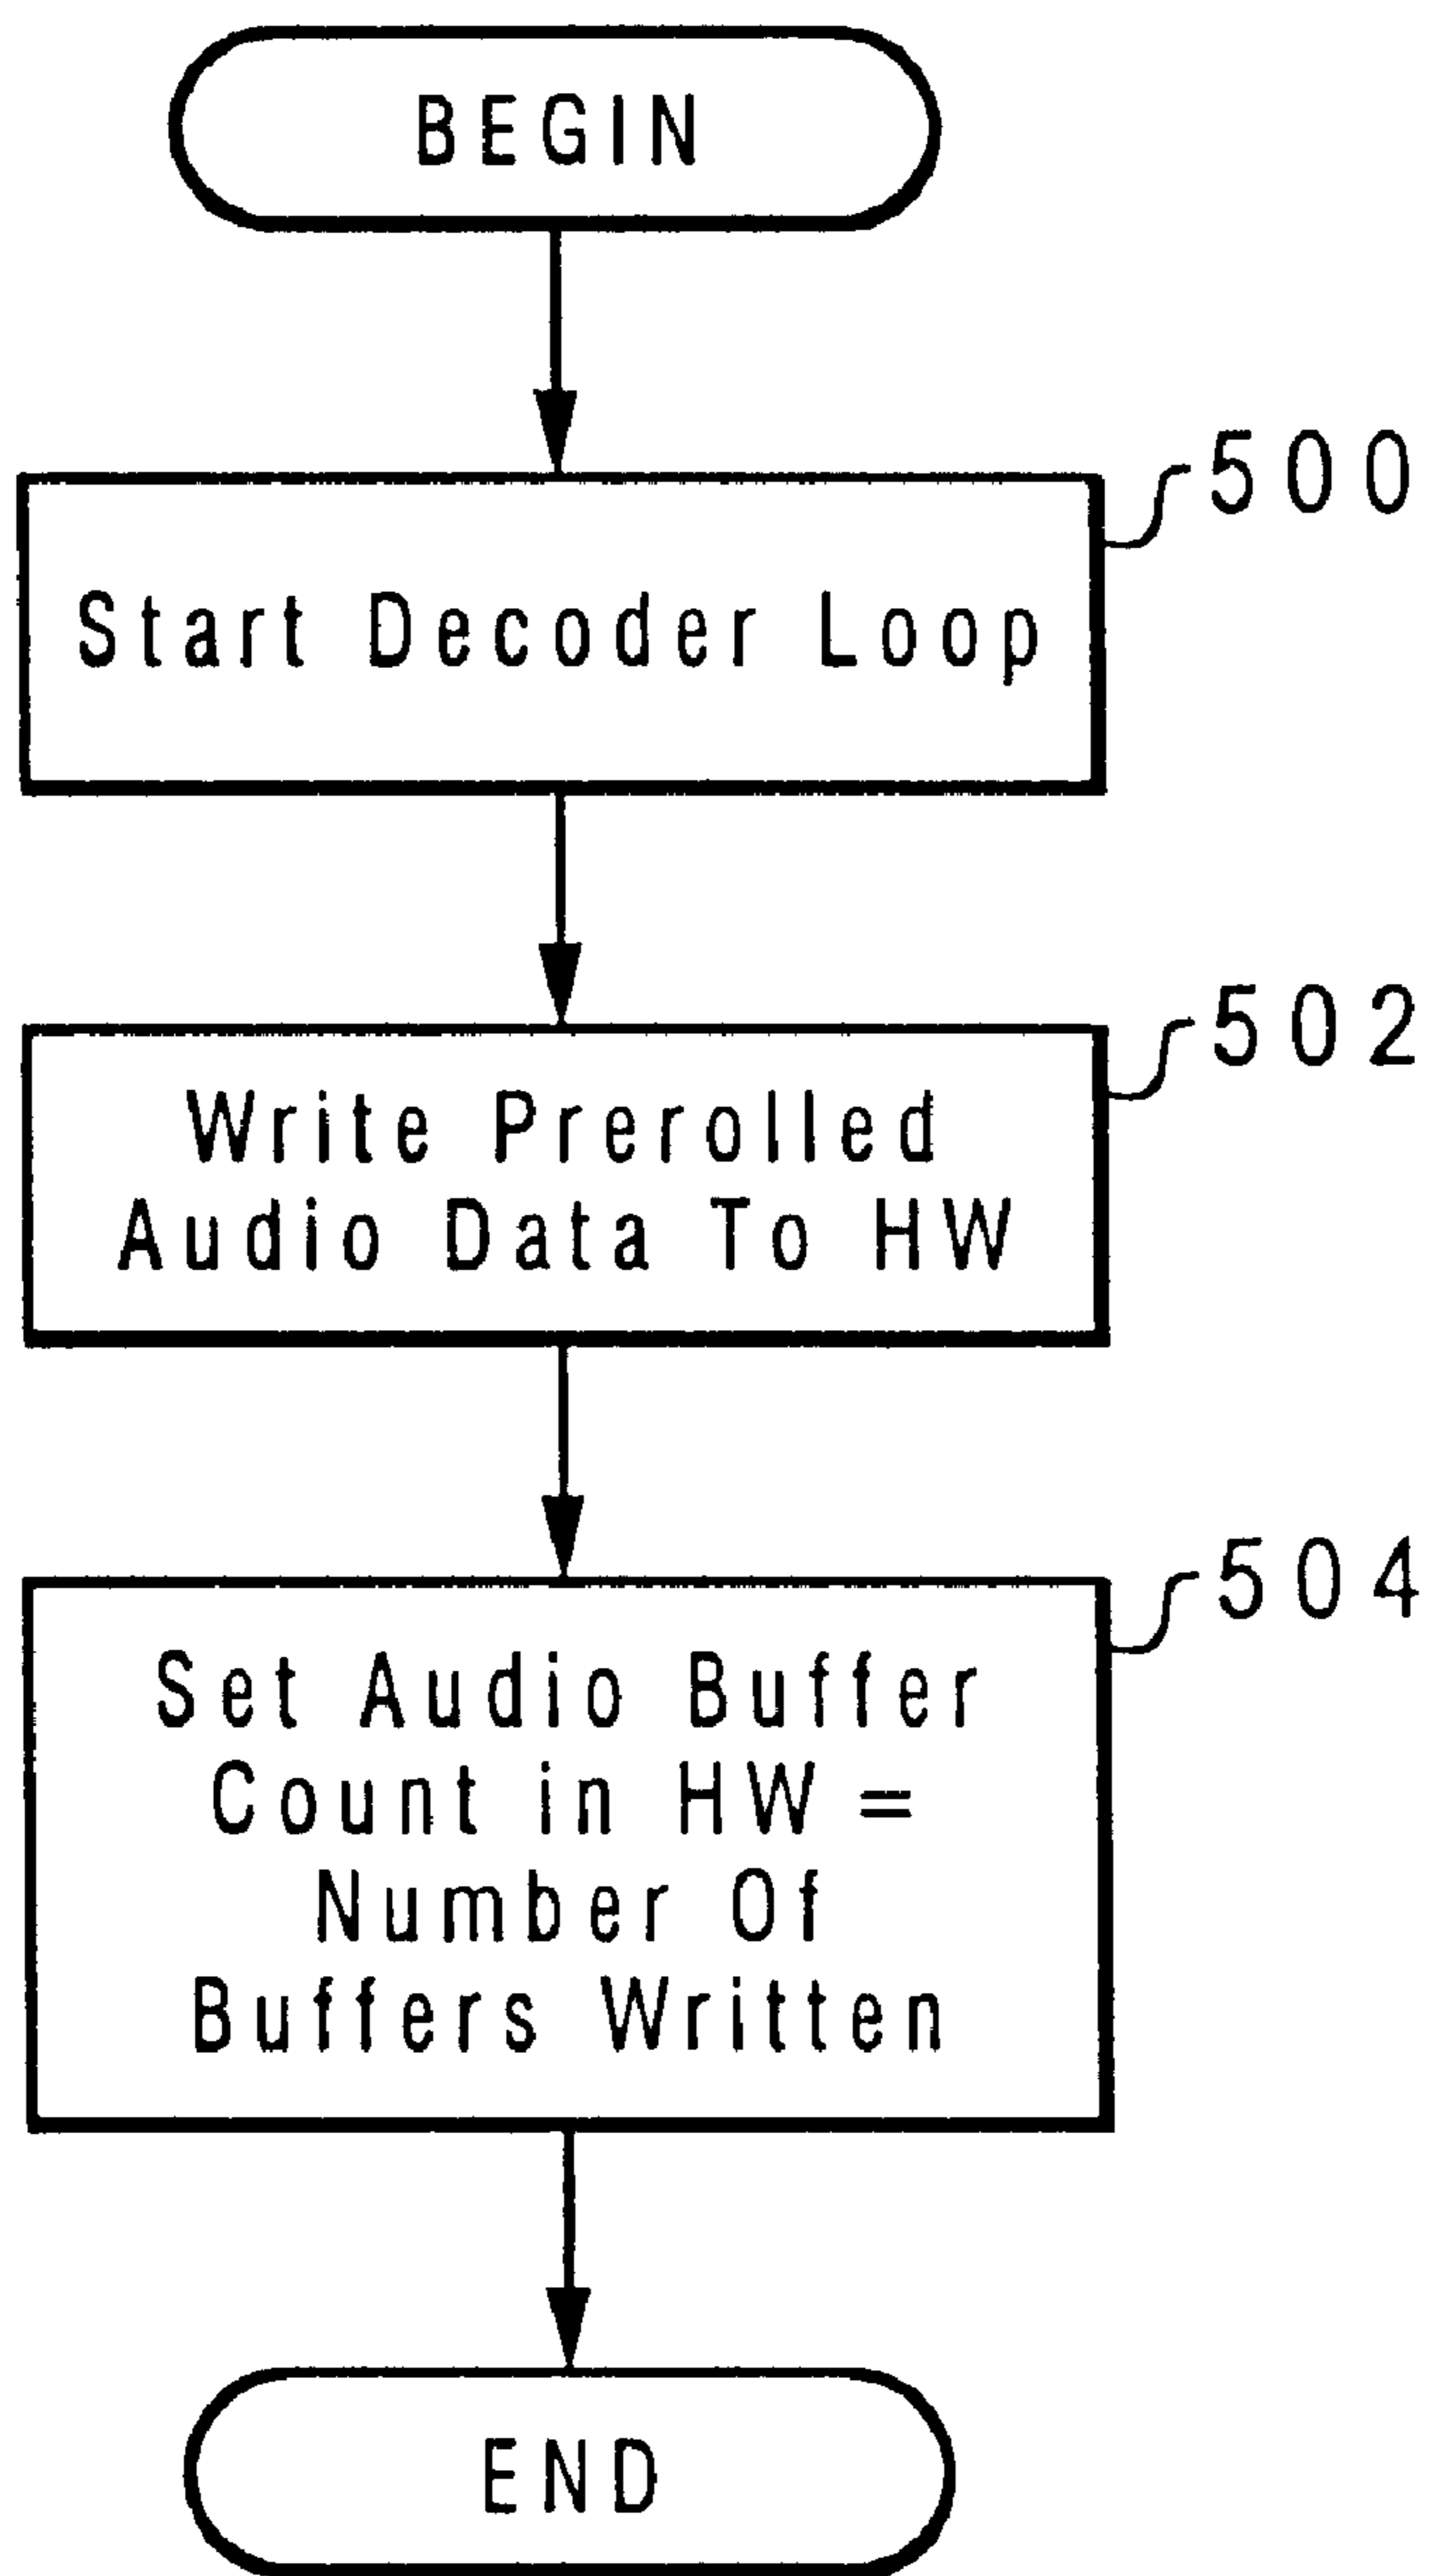 BEGIN
500
Start Decoder Loop
502
Write Prerolled
Audio Data To HW
504
Set Audio Buffer
Count in HW =
Number Of
Buffers Written
END